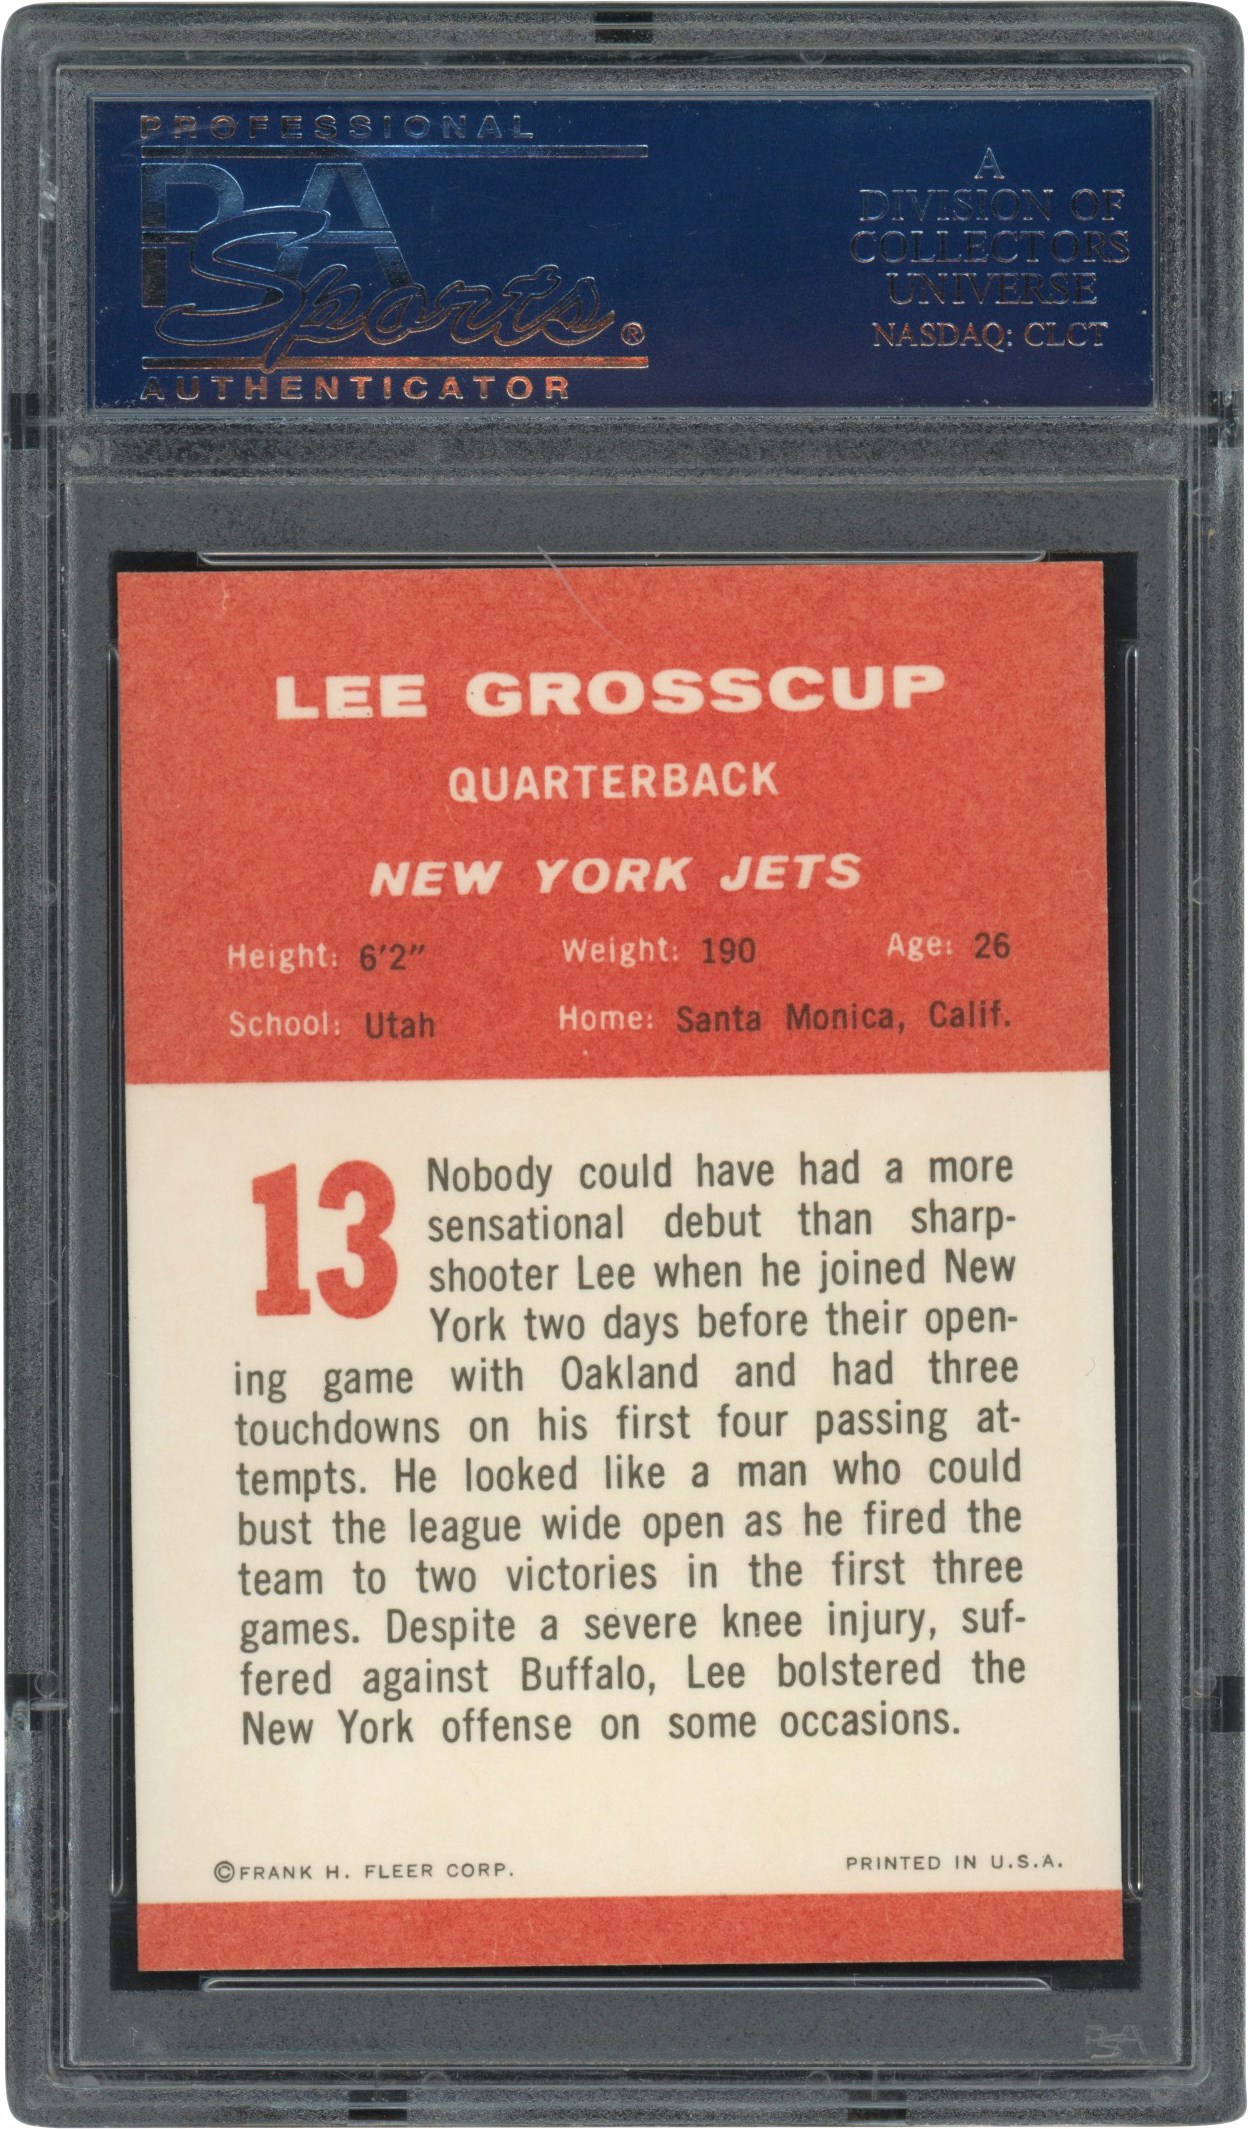 PROFESSIONAL
PSA
Sports®
AUTHENTICATOR
A
DIVISION OF
COLLECTORS
UNIVERSE
NASDAQ: CLCT
LEE GROSSCUP
QUARTERBACK
NEW YORK JETS
Height: 6'2" Weight: 190 Age: 26
School: Utah Home: Santa Monica, Calif.
13
Nobody could have had a more
sensational debut than sharp-
shooter Lee when he joined New
York two days before their open-
ing game with Oakland and had three
touchdowns on his first four passing at-
tempts. He looked like a man who could
bust the league wide open as he fired the
team to two victories in the first three
games. Despite a severe knee injury, suf-
fered against Buffalo, Lee bolstered the
New York offense on some occasions.
©FRANK H. FLEER CORP. PRINTED IN U.S.A.
PSA